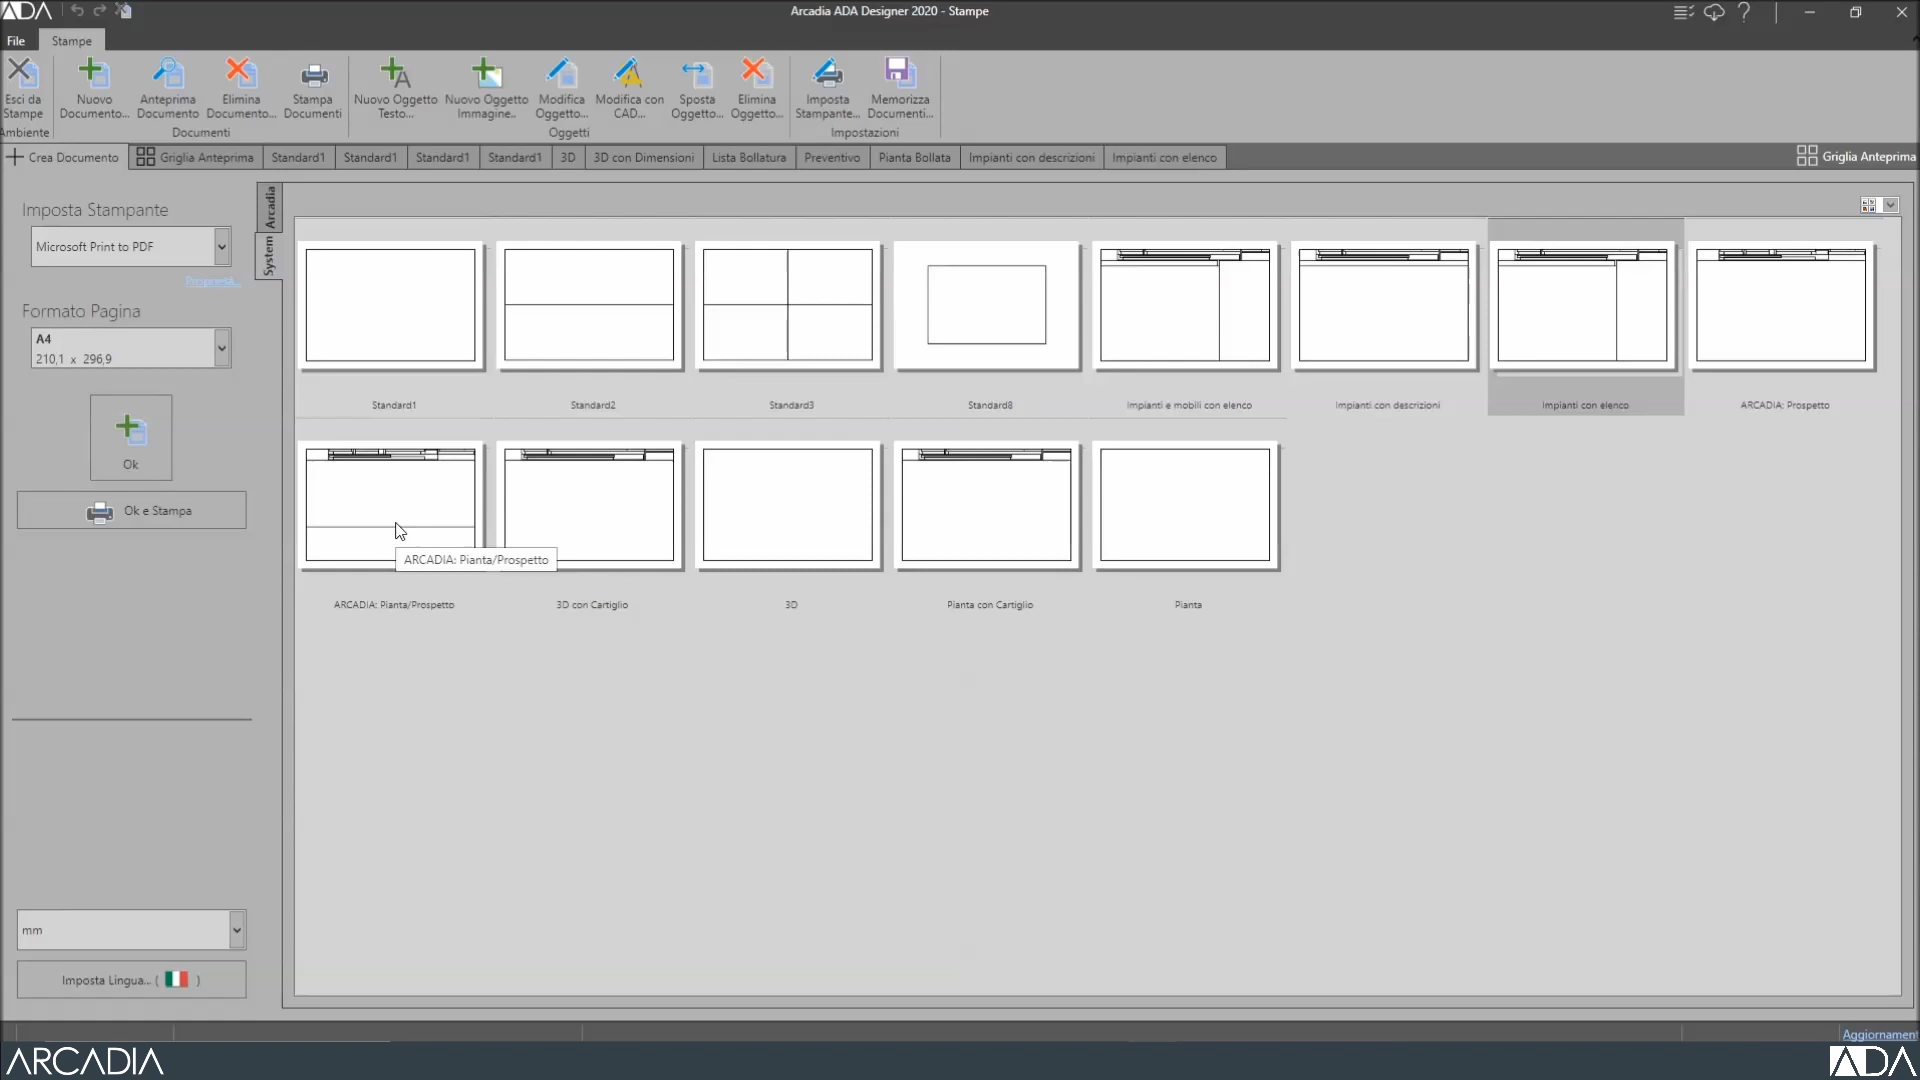 ADA
Arcadia ADA Designer 2020 - Stampe
File
Stampe
Esci da
Stampe
Nuovo
Documento...
Anteprima
Documento
Elimina
Documento...
Stampa
Documenti
Nuovo Oggetto
Testo...
Nuovo Oggetto
Immagine..
Modifica
Oggetto...
Modifica con
CAD...
Sposta
Oggetto...
Elimina
Oggetto...
Imposta
Stampante...
Memorizza
Documenti...
Ambiente
Documenti
Oggetti
Impostazioni
Crea Documento
Griglia Anteprima
Standard1
Standard1
Standard1
Standard1
3D
3D con Dimensioni
Lista Bollatura
Preventivo
Pianta Bollata
Impianti con descrizioni
Impianti con elenco
Griglia Anteprima
Imposta Stampante
Microsoft Print to PDF
Proprietà...
Formato Pagina
A4
210,1 x 296,9
Ok
Ok e Stampa
mm
Imposta Lingua... ( )
Arcadia
System
Standard1
Standard2
Standard3
Standard8
Impianti e mobili con elenco
Impianti con descrizioni
Impianti con elenco
ARCADIA: Prospetto
ARCADIA: Pianta/Prospetto
ARCADIA: Pianta/Prospetto
3D con Cartiglio
3D
Pianta con Cartiglio
Pianta
Aggiornament
ARCADIA
ADA